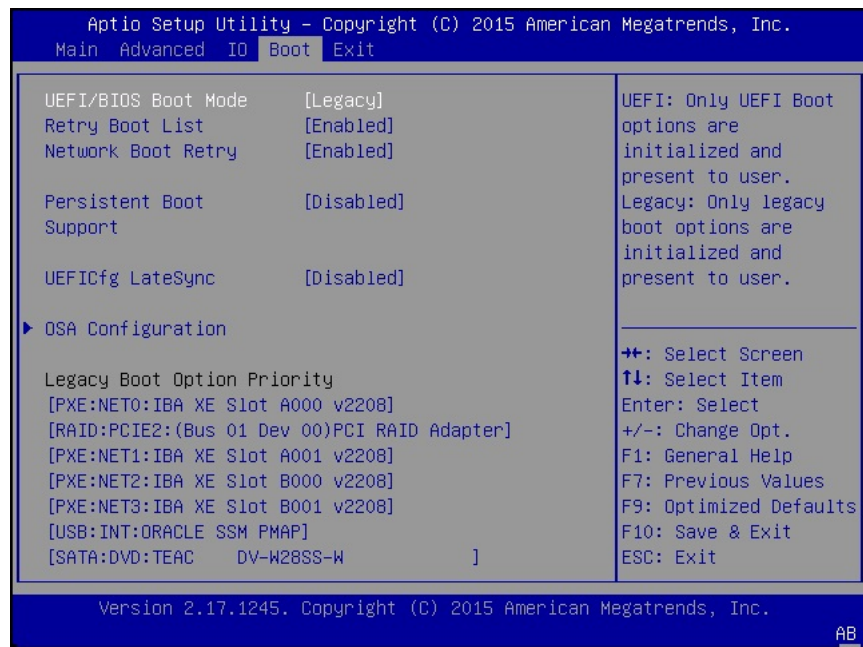 Aptio Setup Utility – Copyright (C) 2015 American Megatrends, Inc.
Main Advanced IO Boot Exit
UEFI/BIOS Boot Mode [Legacy]
Retry Boot List [Enabled]
Network Boot Retry [Enabled]
Persistent Boot [Disabled]
Support
UEFICfg LateSync [Disabled]
OSA Configuration
Legacy Boot Option Priority
[PXE:NET0:IBA XE Slot A000 v2208]
[RAID:PCIE2:(Bus 01 Dev 00)PCI RAID Adapter]
[PXE:NET1:IBA XE Slot A001 v2208]
[PXE:NET2:IBA XE Slot B000 v2208]
[PXE:NET3:IBA XE Slot B001 v2208]
[USB:INT:ORACLE SSM PMAP]
[SATA:DVD:TEAC DV-W28SS-W ]
UEFI: Only UEFI Boot
options are
initialized and
present to user.
Legacy: Only legacy
boot options are
initialized and
present to user.
→←: Select Screen
↑↓: Select Item
Enter: Select
+/-: Change Opt.
F1: General Help
F7: Previous Values
F9: Optimized Defaults
F10: Save & Exit
ESC: Exit
Version 2.17.1245. Copyright (C) 2015 American Megatrends, Inc.
AB